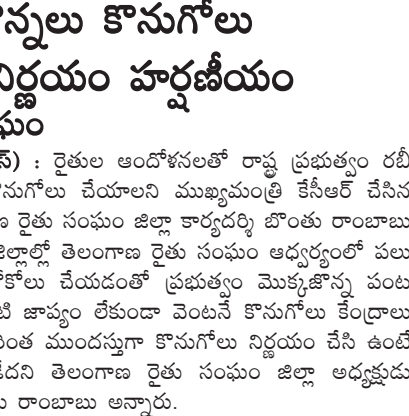 కొనుగోలు
నిర్ణయం హర్షణీయం
: రైతుల ఆందోళనలతో రాష్ట్ర ప్రభుత్వం రబీ
చేయాలని ముఖ్యమంత్రి కేసీఆర్ చేసిన
రైతు సంఘం జిల్లా కార్యదర్శి బొంతు రాంబాబు
తెలంగాణ రైతు సంఘం ఆధ్వర్యంలో పలు
చేయడంతో ప్రభుత్వం మొక్కజొన్న పంట
జాప్యం లేకుండా వెంటనే కొనుగోలు కేంద్రాలు
ముందస్తుగా కొనుగోలు నిర్ణయం చేసి ఉంటే
తెలంగాణ రైతు సంఘం జిల్లా అధ్యక్షుడు
రాంబాబు అన్నారు.